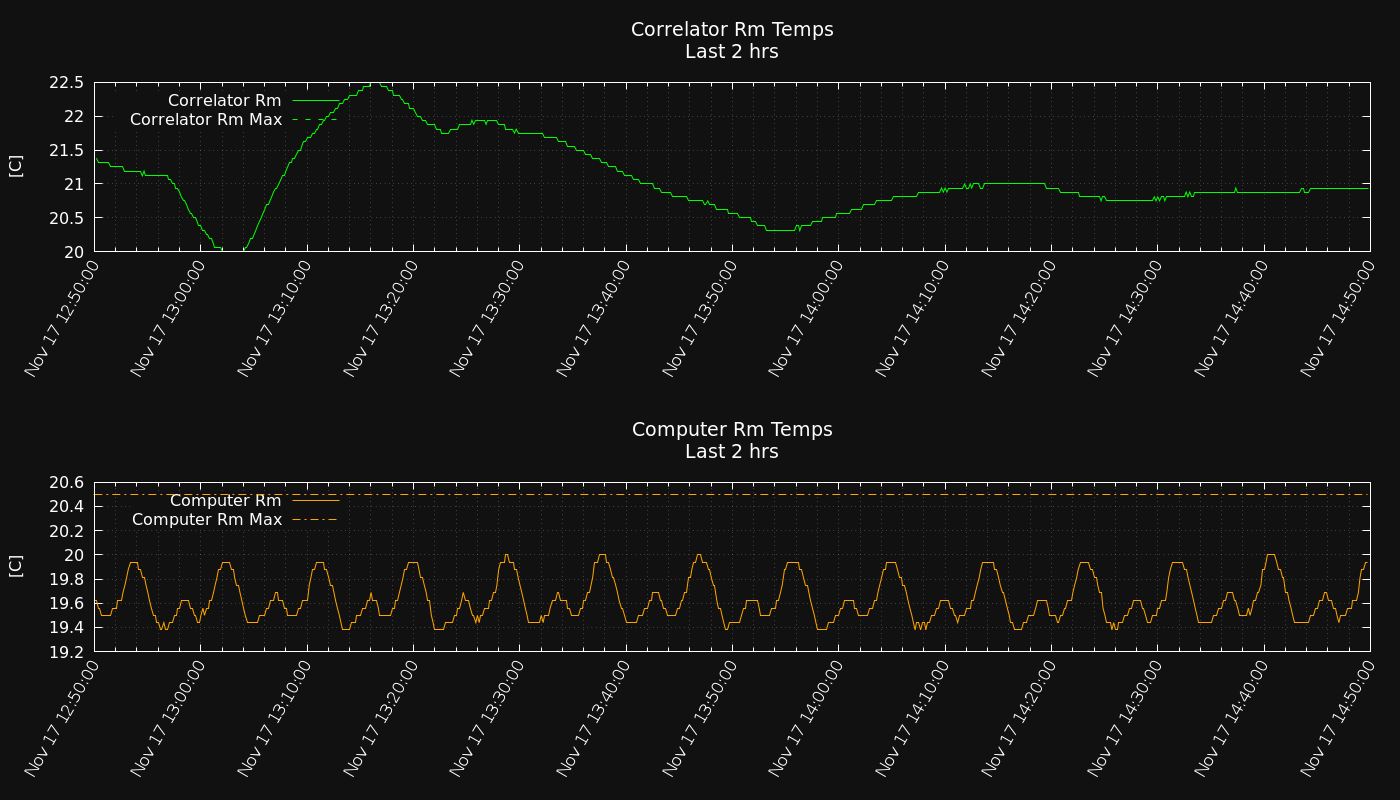 Correlator Rm Temps
Last 2 hrs
22.5
22
21.5
21
20.5
20
[C]
Correlator Rm
Correlator Rm Max
Nov 17 12:50:00
Nov 17 13:00:00
Nov 17 13:10:00
Nov 17 13:20:00
Nov 17 13:30:00
Nov 17 13:40:00
Nov 17 13:50:00
Nov 17 14:00:00
Nov 17 14:10:00
Nov 17 14:20:00
Nov 17 14:30:00
Nov 17 14:40:00
Nov 17 14:50:00
Computer Rm Temps
Last 2 hrs
20.6
20.4
20.2
20
19.8
19.6
19.4
19.2
[C]
Computer Rm
Computer Rm Max
Nov 17 12:50:00
Nov 17 13:00:00
Nov 17 13:10:00
Nov 17 13:20:00
Nov 17 13:30:00
Nov 17 13:40:00
Nov 17 13:50:00
Nov 17 14:00:00
Nov 17 14:10:00
Nov 17 14:20:00
Nov 17 14:30:00
Nov 17 14:40:00
Nov 17 14:50:00